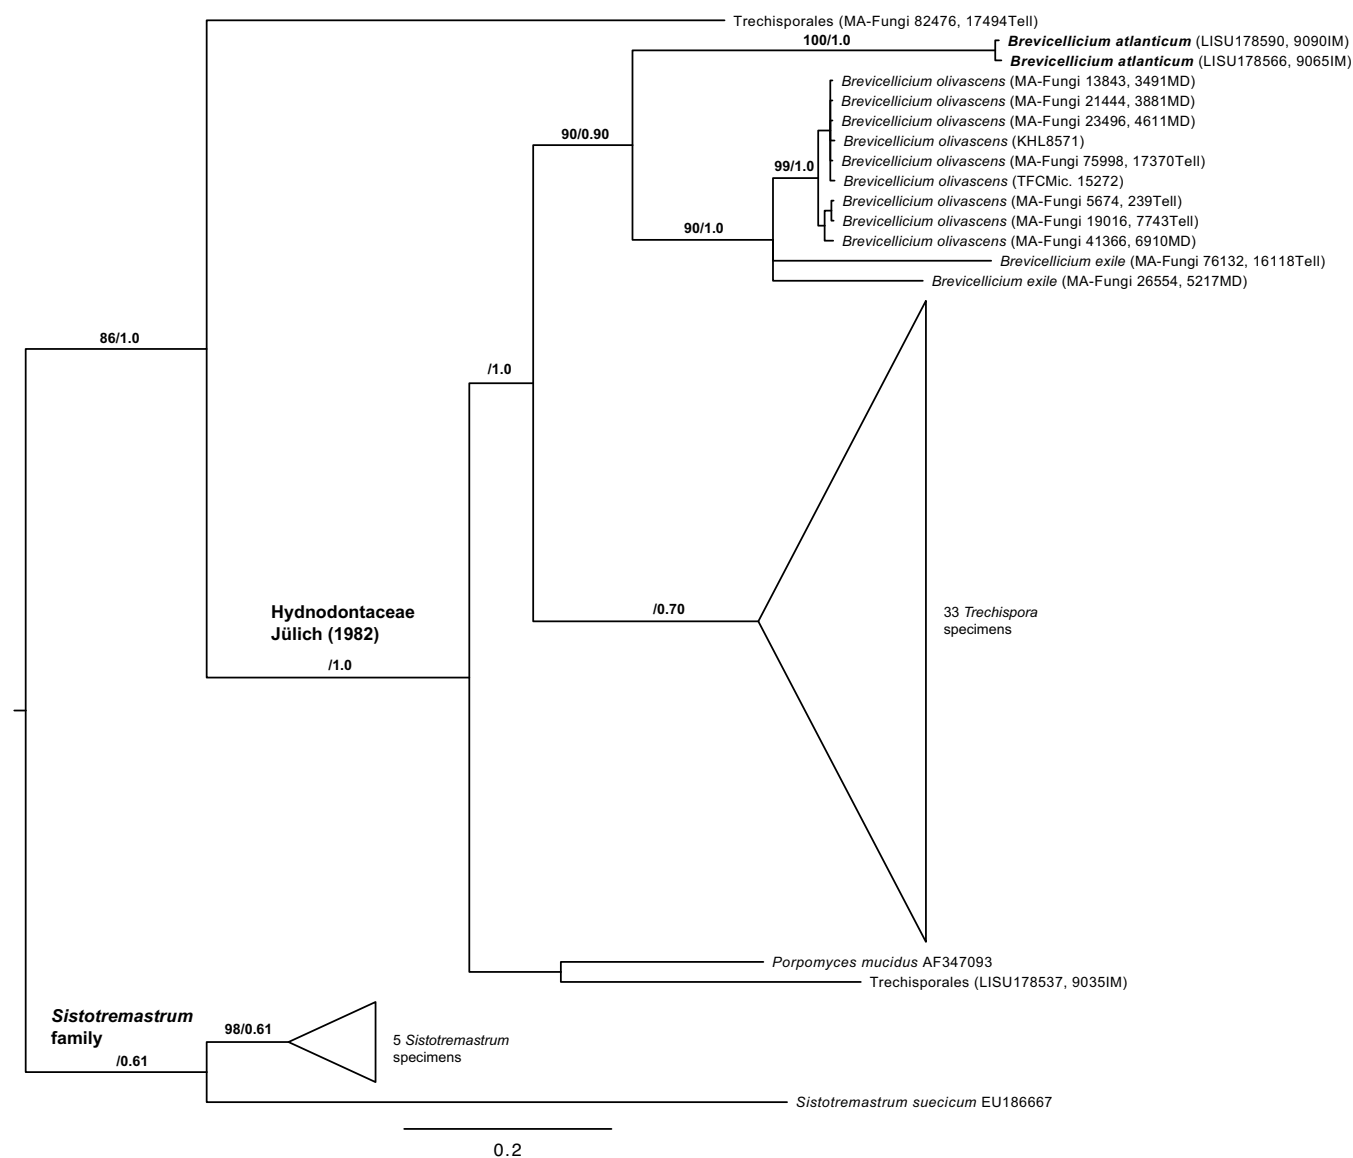 Trechisporales (MA-Fungi 82476, 17494Tell)
100/1.0
Brevicellicium atlanticum (LISU178590, 9090IM)
Brevicellicium atlanticum (LISU178566, 9065IM)
Brevicellicium olivascens (MA-Fungi 13843, 3491MD)
Brevicellicium olivascens (MA-Fungi 21444, 3881MD)
Brevicellicium olivascens (MA-Fungi 23496, 4611MD)
90/0.90
Brevicellicium olivascens (KHL8571)
99/1.0
Brevicellicium olivascens (MA-Fungi 75998, 17370Tell)
Brevicellicium olivascens (TFCMic. 15272)
Brevicellicium olivascens (MA-Fungi 5674, 239Tell)
90/1.0
Brevicellicium olivascens (MA-Fungi 19016, 7743Tell)
Brevicellicium olivascens (MA-Fungi 41366, 6910MD)
Brevicellicium exile (MA-Fungi 76132, 16118Tell)
Brevicellicium exile (MA-Fungi 26554, 5217MD)
86/1.0
/1.0
Hydnodontaceae
Jülich (1982)
/1.0
/0.70
33 Trechispora
specimens
Porpomyces mucidus AF347093
Trechisporales (LISU178537, 9035IM)
Sistotremastrum
family
/0.61
98/0.61
5 Sistotremastrum
specimens
Sistotremastrum suecicum EU186667
0.2